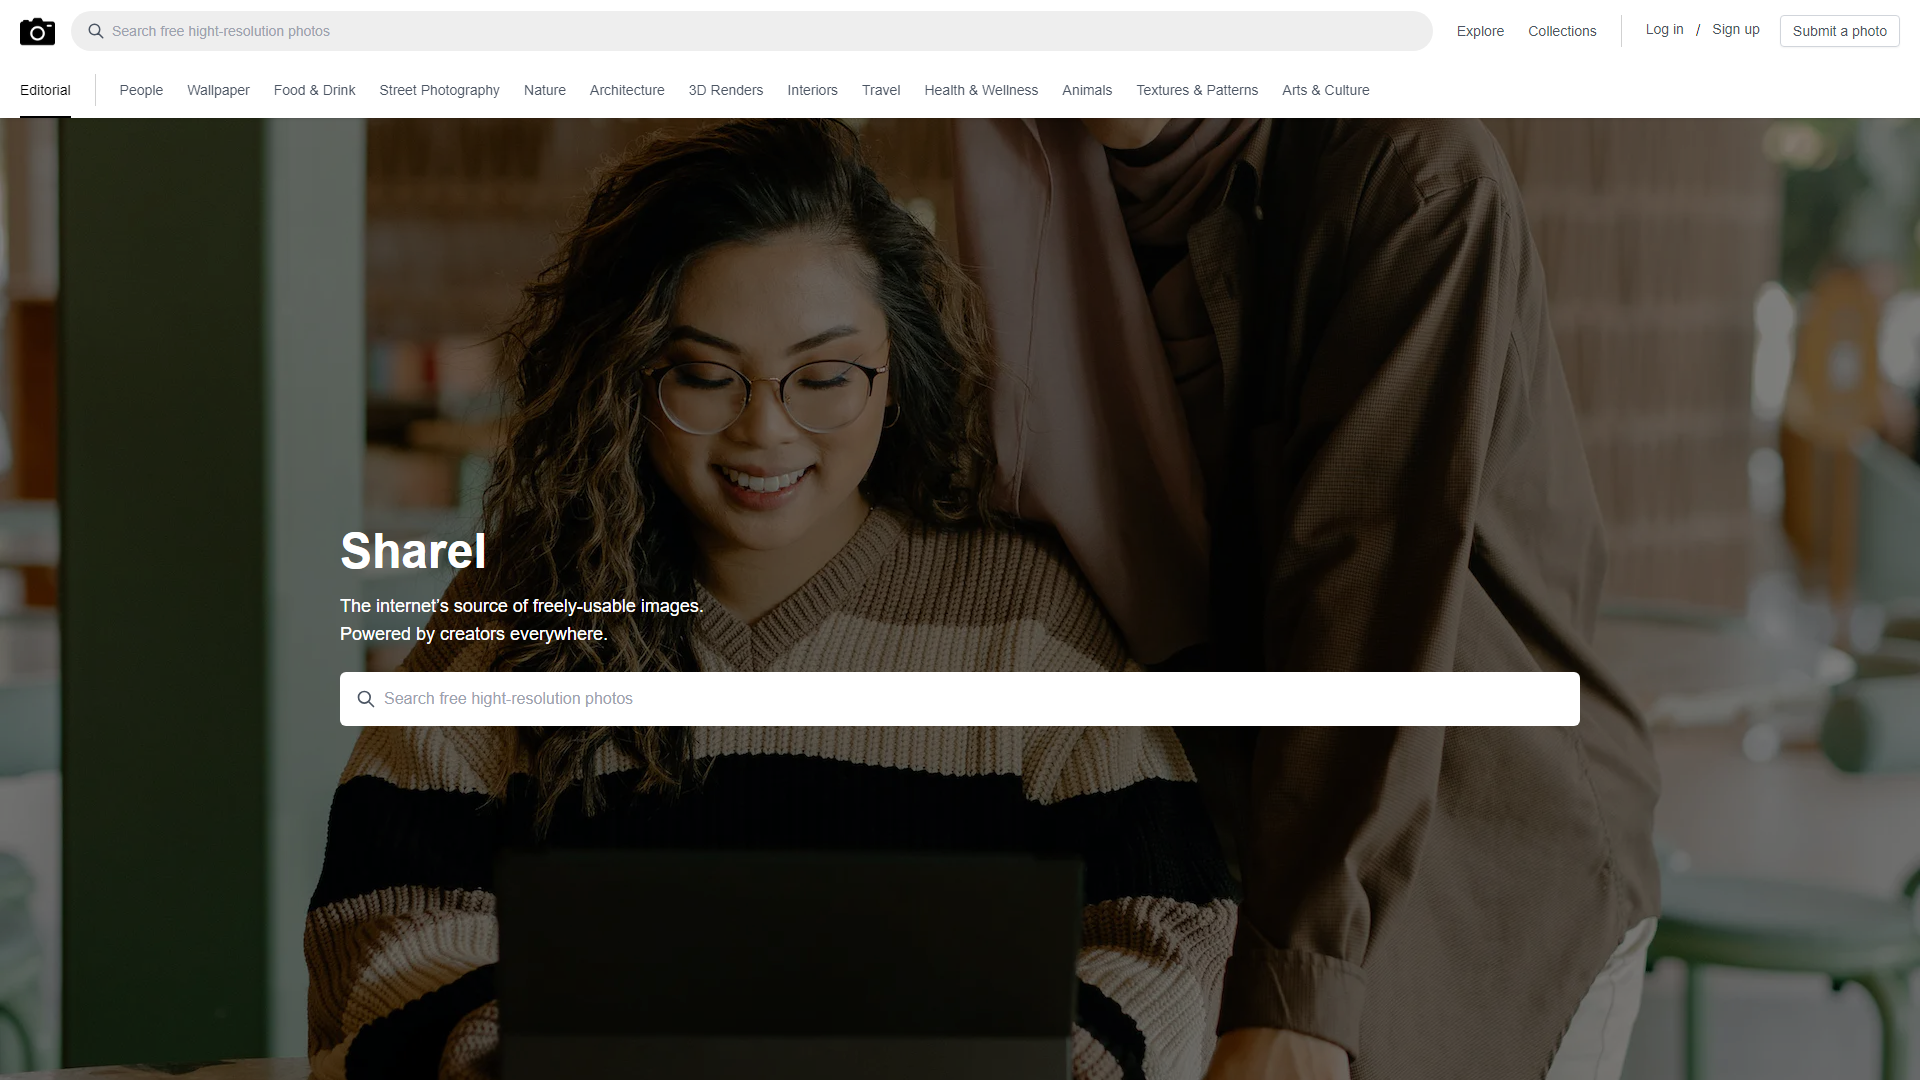 Search free hight-resolution photos
Explore
Collections
Log in / Sign up
Submit a photo
Editorial
People
Wallpaper
Food & Drink
Street Photography
Nature
Architecture
3D Renders
Interiors
Travel
Health & Wellness
Animals
Textures & Patterns
Arts & Culture
Sharel
The internet’s source of freely-usable images.
Powered by creators everywhere.
Search free hight-resolution photos